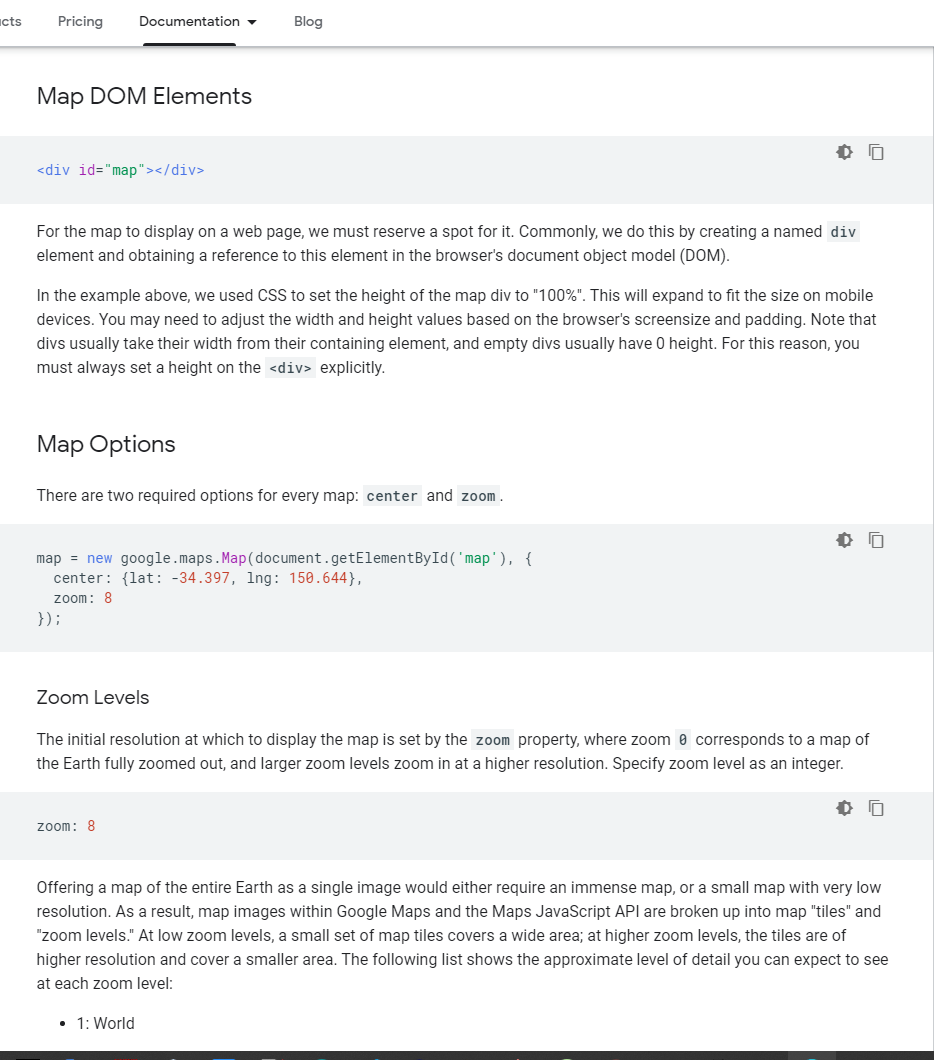 Pricing Documentation Blog
Map DOM Elements
<div id="map"></div>
For the map to display on a web page, we must reserve a spot for it. Commonly, we do this by creating a named div
element and obtaining a reference to this element in the browser's document object model (DOM).
In the example above, we used CSS to set the height of the map div to "100%". This will expand to fit the size on mobile
devices. You may need to adjust the width and height values based on the browser's screensize and padding. Note that
divs usually take their width from their containing element, and empty divs usually have 0 height. For this reason, you
must always set a height on the <div> explicitly.
Map Options
There are two required options for every map: center and zoom.
map = new google.maps.Map(document.getElementById('map'), {
  center: {lat: -34.397, lng: 150.644},
  zoom: 8
});
Zoom Levels
The initial resolution at which to display the map is set by the zoom property, where zoom 0 corresponds to a map of
the Earth fully zoomed out, and larger zoom levels zoom in at a higher resolution. Specify zoom level as an integer.
zoom: 8
Offering a map of the entire Earth as a single image would either require an immense map, or a small map with very low
resolution. As a result, map images within Google Maps and the Maps JavaScript API are broken up into map "tiles" and
"zoom levels." At low zoom levels, a small set of map tiles covers a wide area; at higher zoom levels, the tiles are of
higher resolution and cover a smaller area. The following list shows the approximate level of detail you can expect to see
at each zoom level:
• 1: World